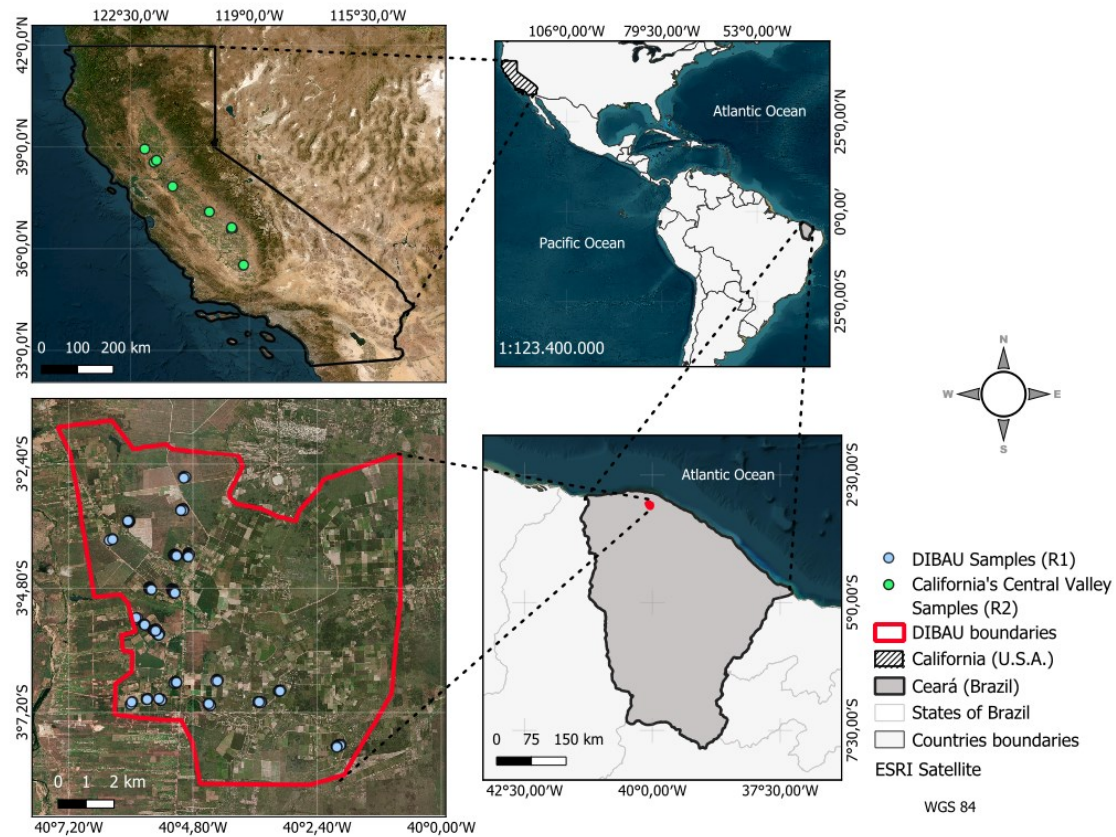 122°30,00'W 119°0,00'W 115°30,00'W
42°0,0'N
39°0,0'N
36°0,0'N
33°0,0'N
0 100 200 km
106°0,00'W 79°30,00'W 53°0,00'W
Atlantic Ocean
25°0,00'N
0°0,00'
Pacific Ocean
25°0,00'S
1:123.400.000
N
W E
S
3°2,40'S
3°4,80'S
3°7,20'S
0 1 2 km
40°7,20'W 40°4,80'W 40°2,40'W 40°0,00'W
Atlantic Ocean
2°30,00'S
5°0,00'S
7°30,00'S
0 75 150 km
42°30,00'W 40°0,00'W 37°30,00'W
DIBAU Samples (R1)
California's Central Valley
Samples (R2)
DIBAU boundaries
California (U.S.A.)
Ceará (Brazil)
States of Brazil
Countries boundaries
ESRI Satellite
WGS 84